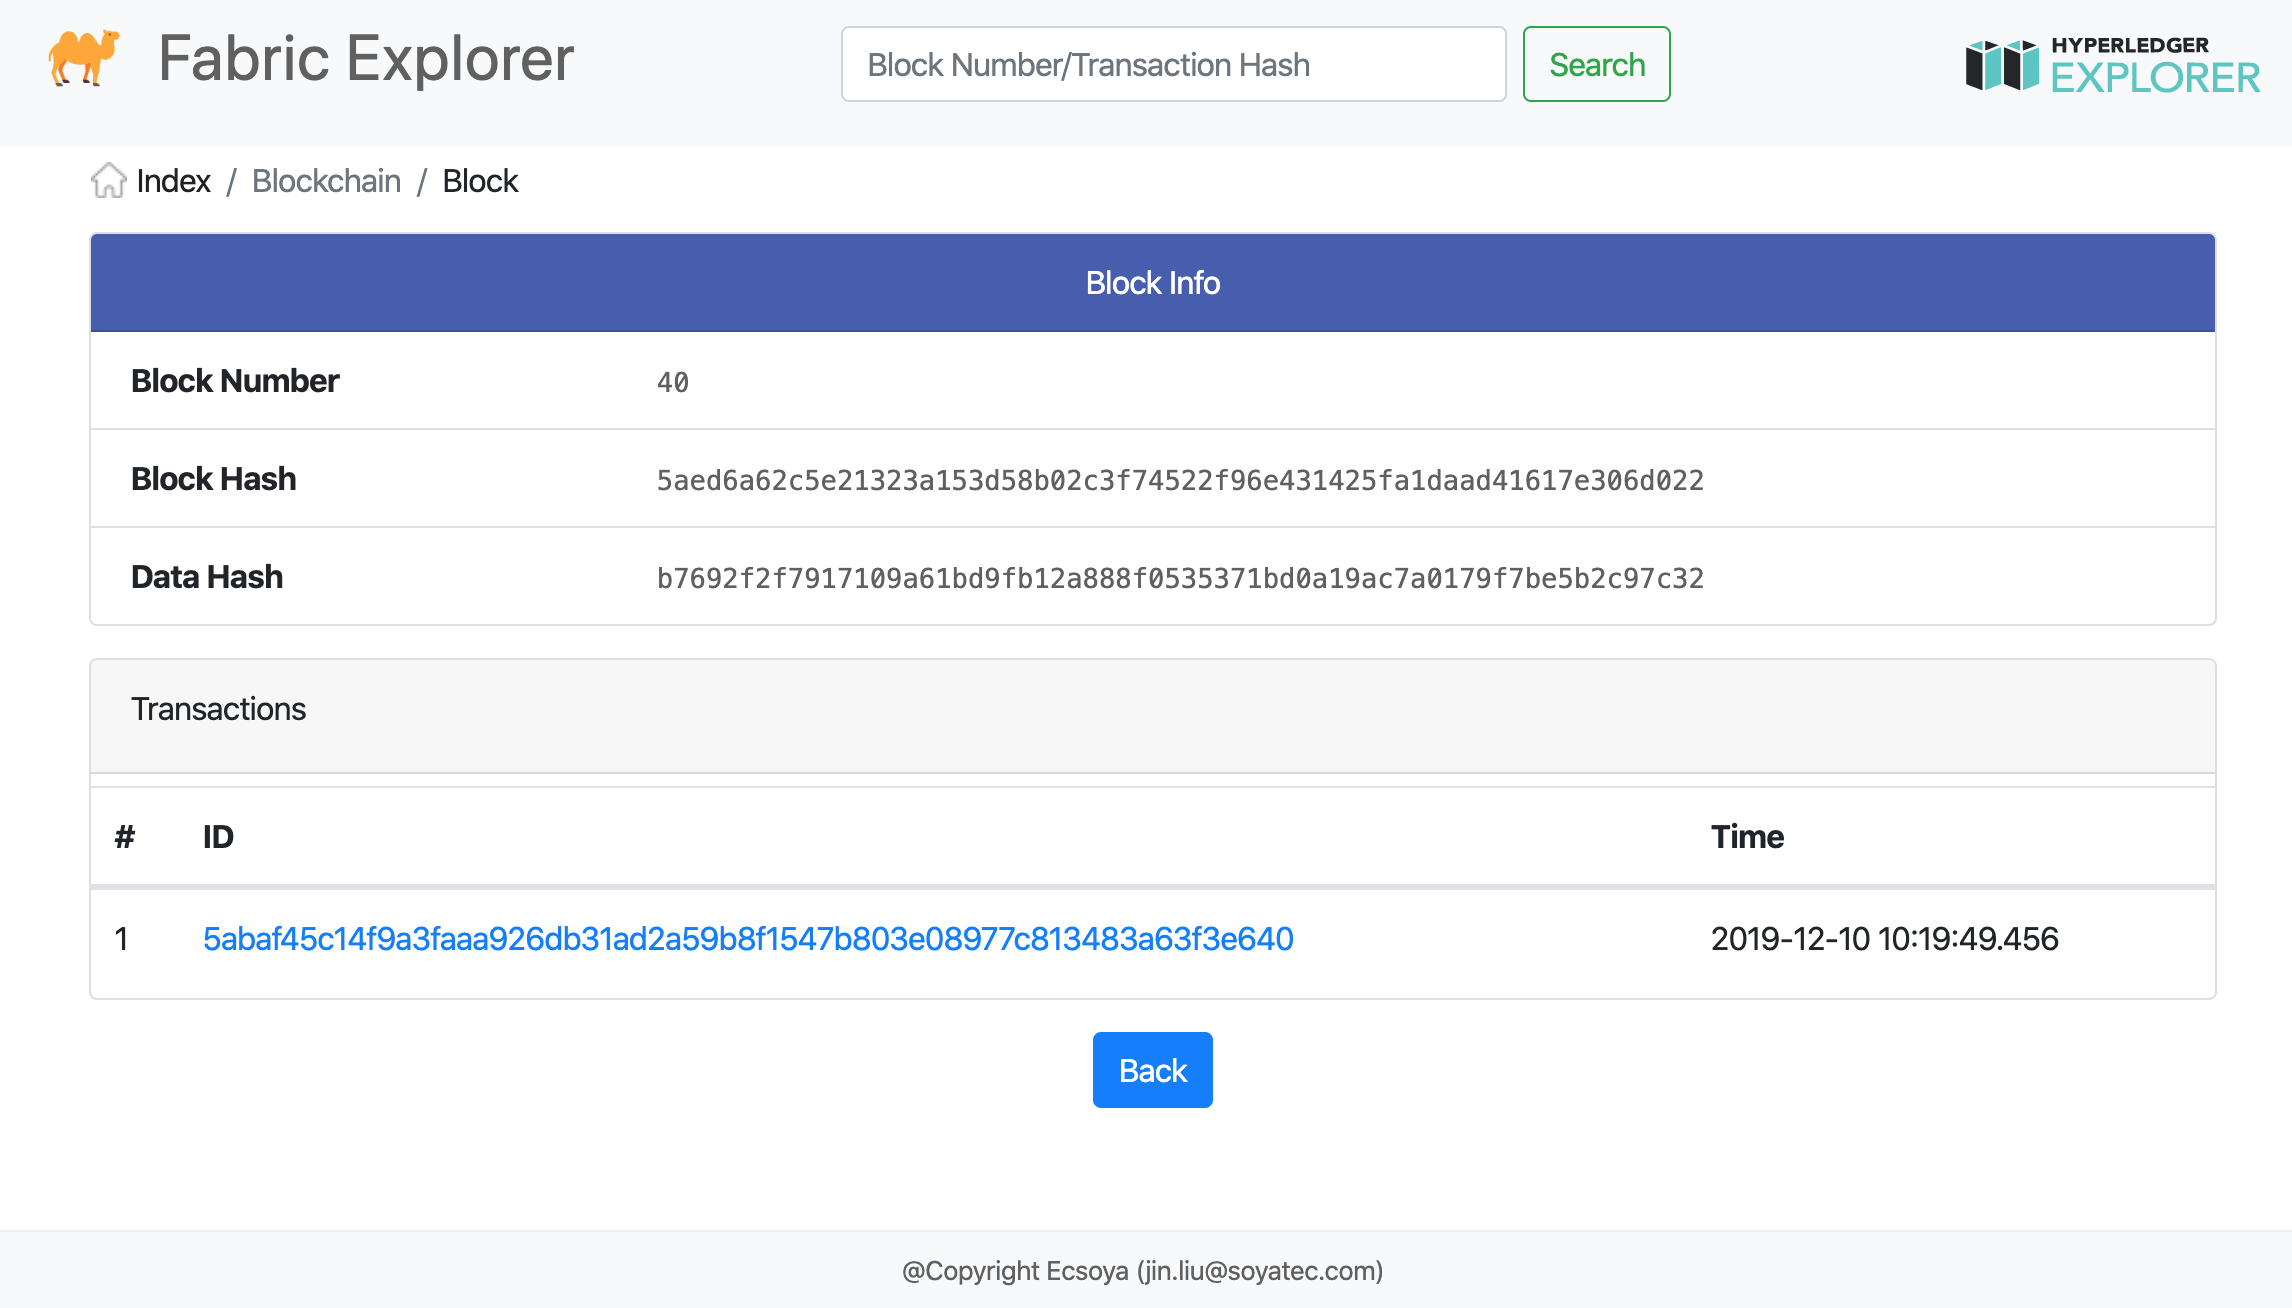 Fabric Explorer
Block Number/Transaction Hash
Search
HYPERLEDGER
EXPLORER
Index / Blockchain / Block
Block Info
Block Number 40
Block Hash 5aed6a62c5e21323a153d58b02c3f74522f96e431425fa1daad41617e306d022
Data Hash b7692f2f7917109a61bd9fb12a888f0535371bd0a19ac7a0179f7be5b2c97c32
Transactions
# ID Time
1 5abaf45c14f9a3faaa926db31ad2a59b8f1547b803e08977c813483a63f3e640 2019-12-10 10:19:49.456
Back
@Copyright Ecsoya (jin.liu@soyatec.com)